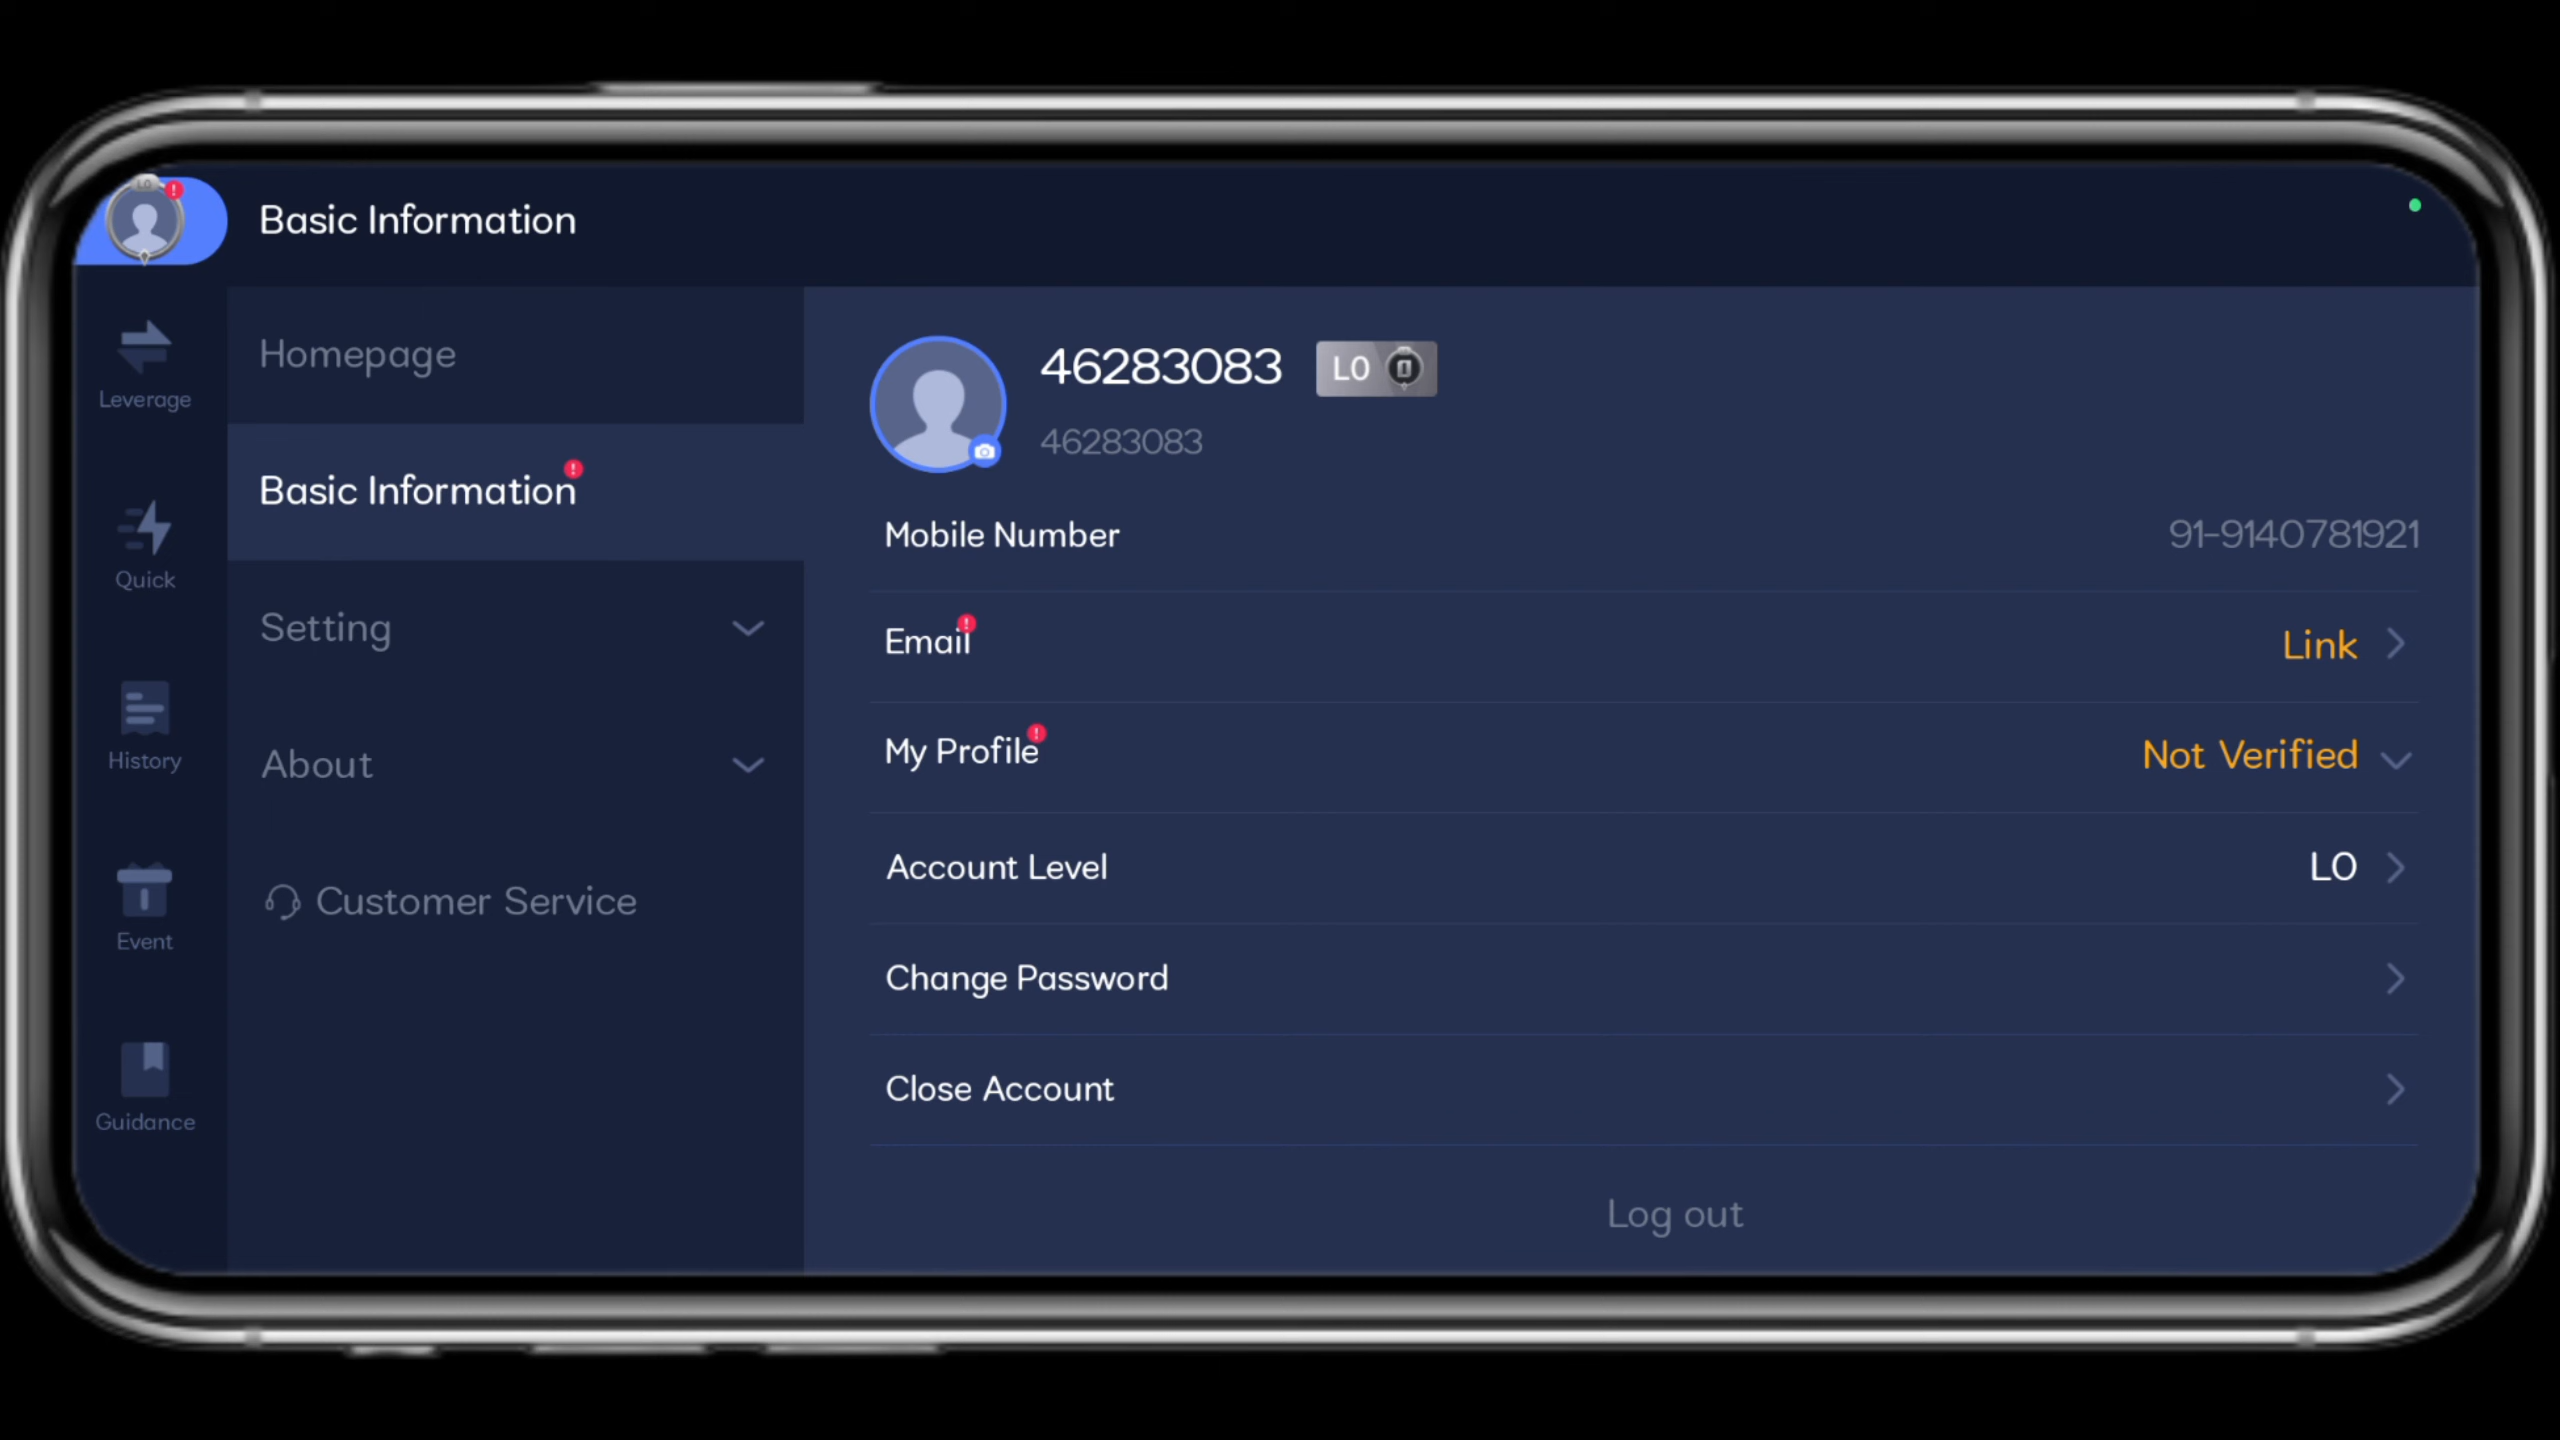 L0
Basic Information
Leverage
Quick
History
Event
Guidance
Homepage
Basic Information
Setting
About
Customer Service
46283083
L0
46283083
Mobile Number
91-9140781921
Email
Link
My Profile
Not Verified
Account Level
L0
Change Password
Close Account
Log out